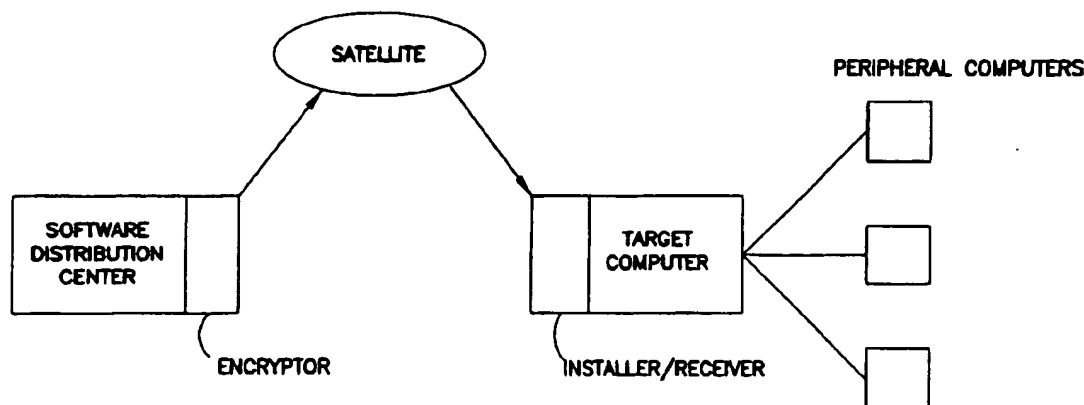 SATELLITE
PERIPHERAL COMPUTERS
SOFTWARE
DISTRIBUTION
CENTER
TARGET
COMPUTER
ENCRYPTOR
INSTALLER/RECEIVER